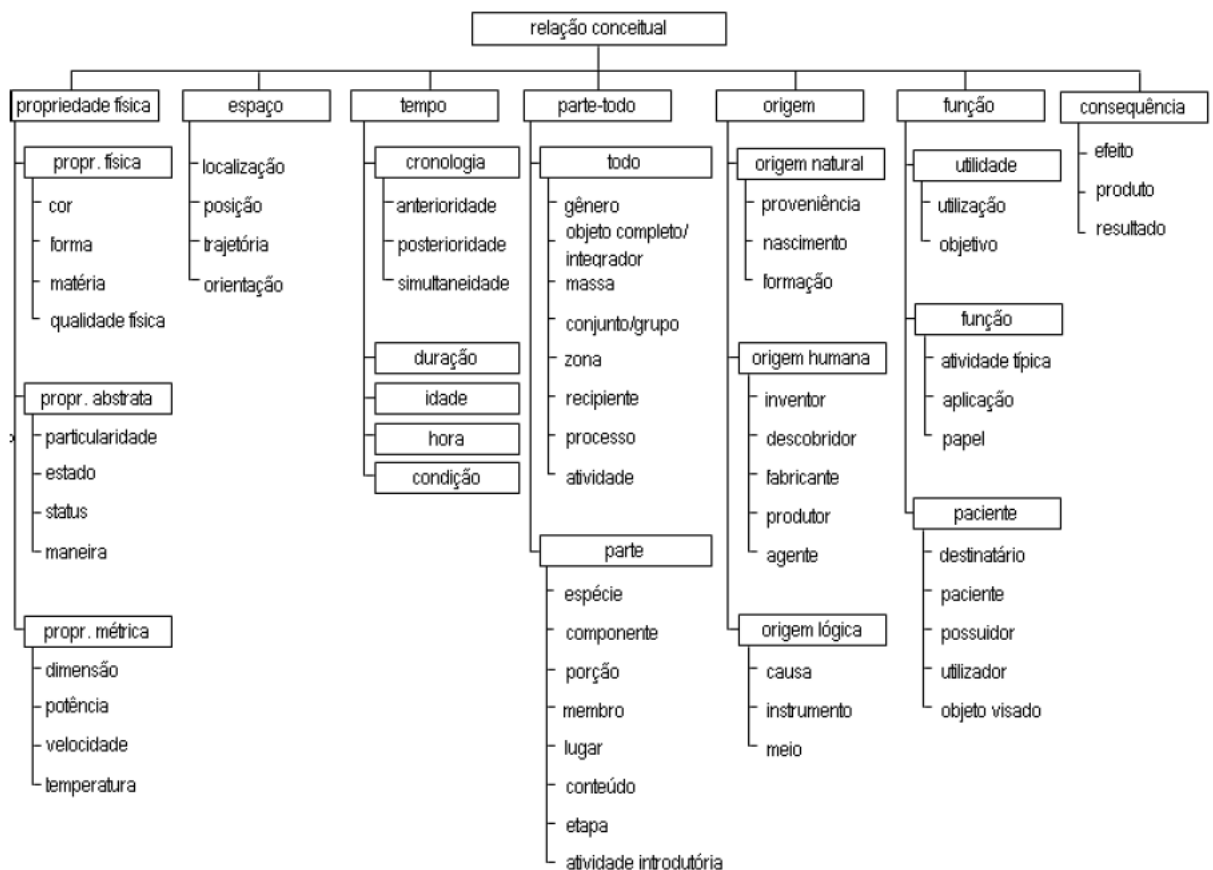 relação conceitual
propriedade física
propr. física
cor
forma
matéria
qualidade física
propr. abstrata
particularidade
estado
status
maneira
propr. métrica
dimensão
potência
velocidade
temperatura
espaço
localização
posição
trajetória
orientação
tempo
cronologia
anterioridade
posterioridade
simultaneidade
duração
idade
hora
condição
parte-todo
todo
gênero
objeto completo/
integrador
massa
conjunto/grupo
zona
recipiente
processo
atividade
parte
espécie
componente
porção
membro
lugar
conteúdo
etapa
atividade introdutória
origem
origem natural
proveniência
nascimento
formação
origem humana
inventor
descobridor
fabricante
produtor
agente
origem lógica
causa
instrumento
meio
função
utilidade
utilização
objetivo
função
atividade típica
aplicação
papel
paciente
destinatário
paciente
possuidor
utilizador
objeto visado
consequência
efeito
produto
resultado